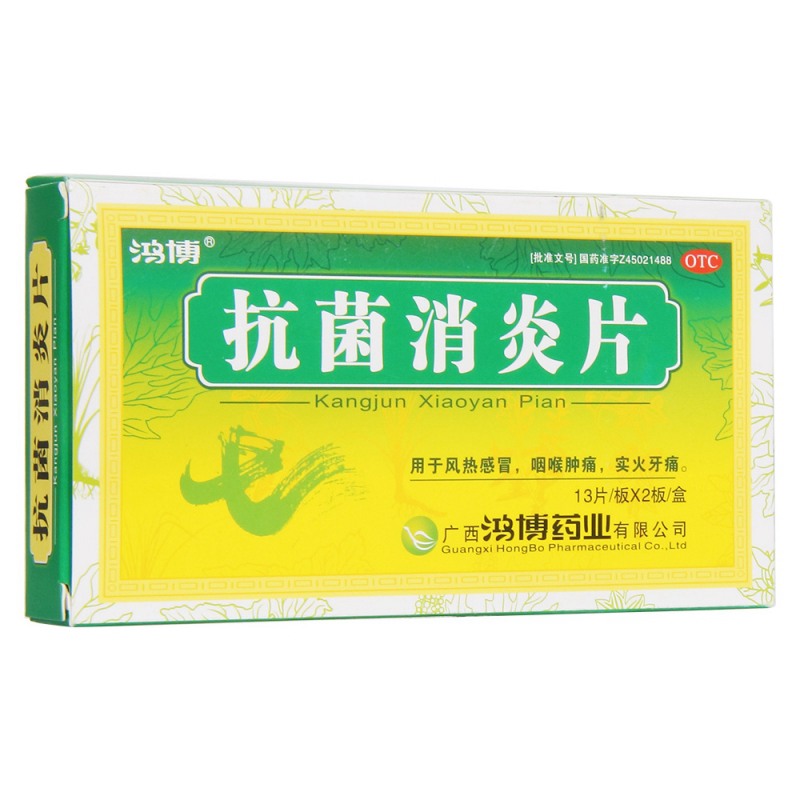 鸿博®
[批准文号]国药准字Z45021488
OTC
抗菌消炎片
Kangjun Xiaoyan Pian
用于风热感冒，咽喉肿痛，实火牙痛。
13片/板X2板/盒
广西鸿博药业有限公司
Guangxi HongBo Pharmaceutical Co.,Ltd
抗菌消炎片
Kangjun Xiaoyan Pian